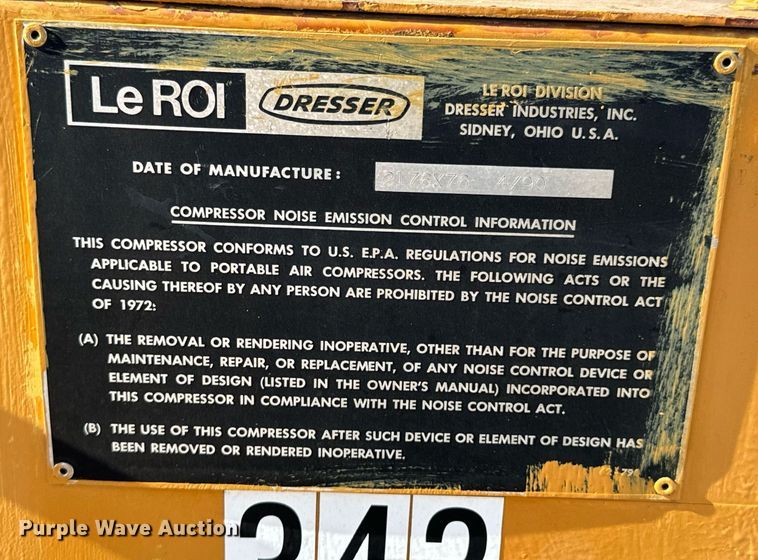 Le ROI DRESSER
LE ROI DIVISION
DRESSER INDUSTRIES, INC.
SIDNEY, OHIO U.S.A.
DATE OF MANUFACTURE: 4/90
COMPRESSOR NOISE EMISSION CONTROL INFORMATION
THIS COMPRESSOR CONFORMS TO U.S. E.P.A. REGULATIONS FOR NOISE EMISSIONS
APPLICABLE TO PORTABLE AIR COMPRESSORS. THE FOLLOWING ACTS OR THE
CAUSING THEREOF BY ANY PERSON ARE PROHIBITED BY THE NOISE CONTROL ACT
OF 1972:
(A) THE REMOVAL OR RENDERING INOPERATIVE, OTHER THAN FOR THE PURPOSE OF
MAINTENANCE, REPAIR, OR REPLACEMENT, OF ANY NOISE CONTROL DEVICE OR
ELEMENT OF DESIGN (LISTED IN THE OWNER'S MANUAL) INCORPORATED INTO
THIS COMPRESSOR IN COMPLIANCE WITH THE NOISE CONTROL ACT.
(B) THE USE OF THIS COMPRESSOR AFTER SUCH DEVICE OR ELEMENT OF DESIGN HAS
BEEN REMOVED OR RENDERED INOPERATIVE.
342
Purple Wave Auction